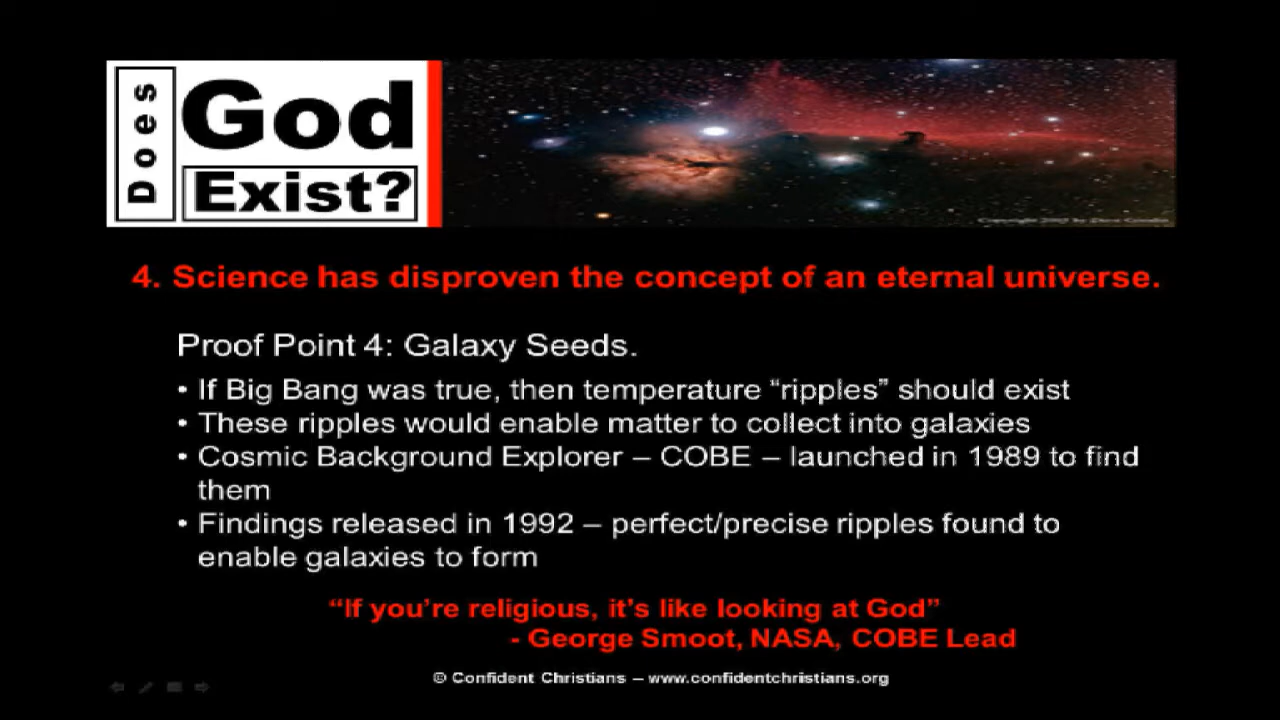 Does
God
Exist?
4. Science has disproven the concept of an eternal universe.
Proof Point 4: Galaxy Seeds.
• If Big Bang was true, then temperature “ripples” should exist
• These ripples would enable matter to collect into galaxies
• Cosmic Background Explorer – COBE – launched in 1989 to find
them
• Findings released in 1992 – perfect/precise ripples found to
enable galaxies to form
“If you’re religious, it’s like looking at God”
- George Smoot, NASA, COBE Lead
© Confident Christians – www.confidentchristians.org